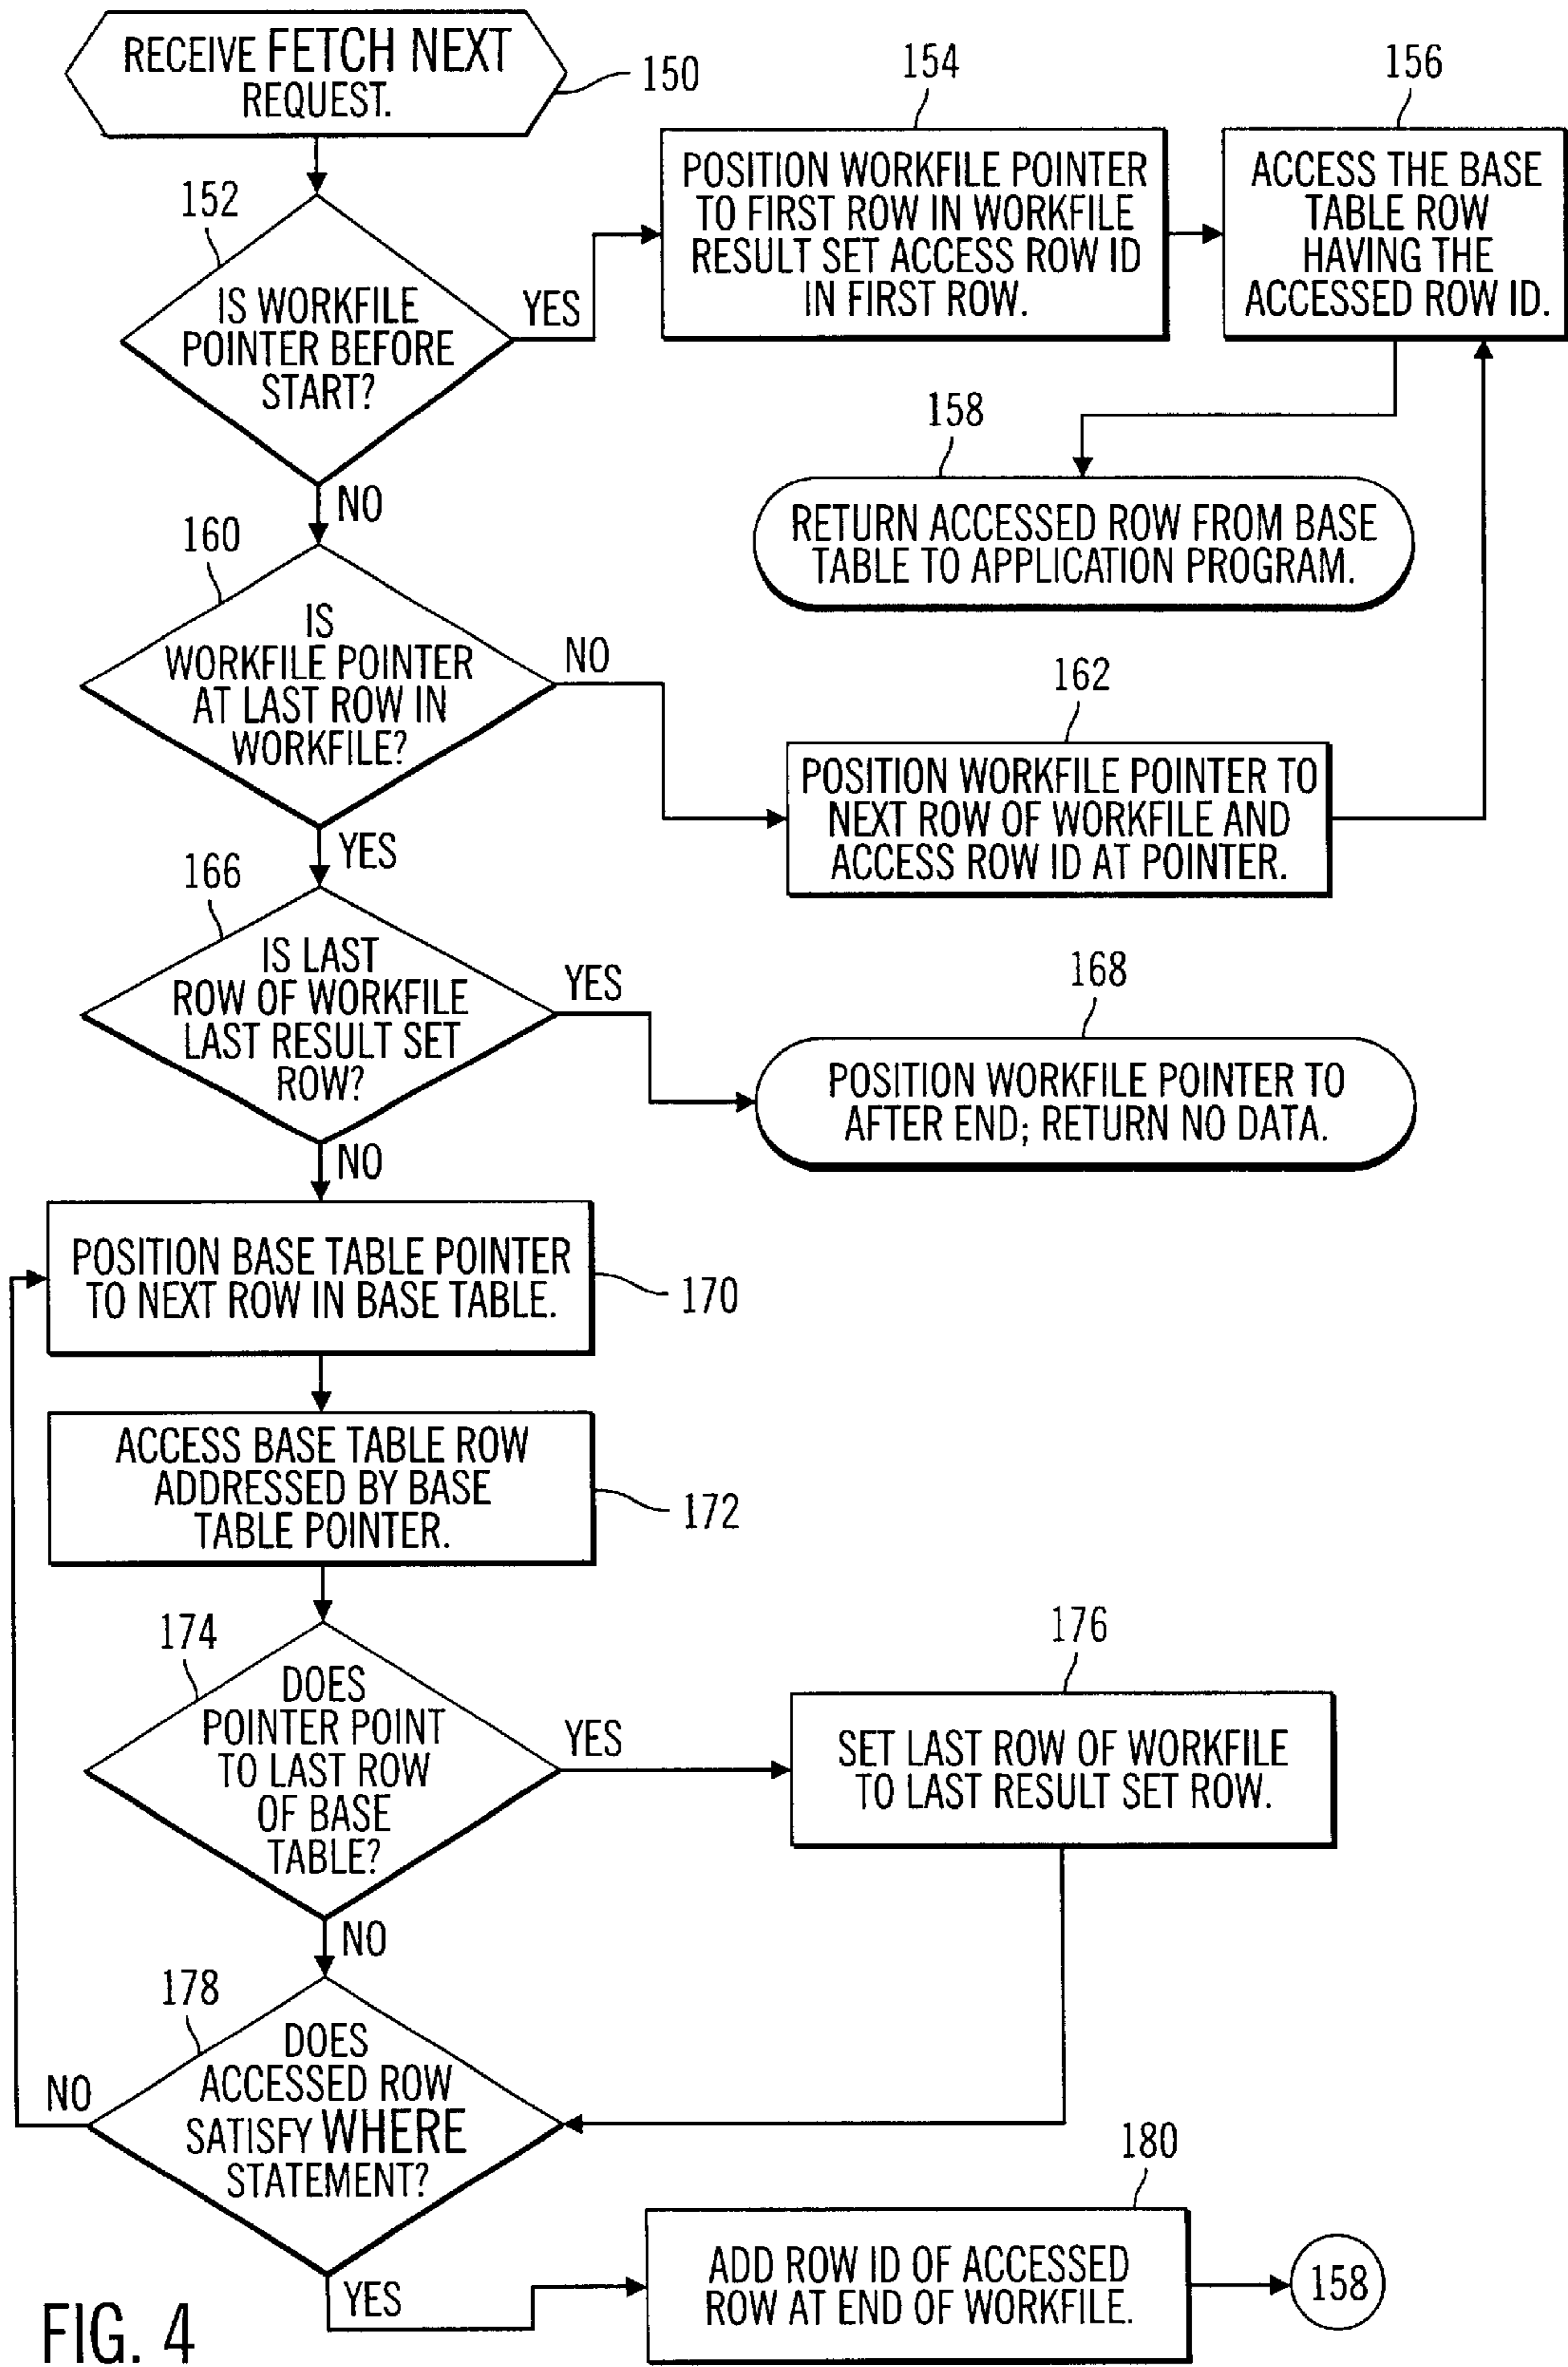 RECEIVE FETCH NEXT
REQUEST.
150
152
IS WORKFILE
POINTER BEFORE
START?
YES
NO
154
POSITION WORKFILE POINTER
TO FIRST ROW IN WORKFILE
RESULT SET ACCESS ROW ID
IN FIRST ROW.
156
ACCESS THE BASE
TABLE ROW
HAVING THE
ACCESSED ROW ID.
158
RETURN ACCESSED ROW FROM BASE
TABLE TO APPLICATION PROGRAM.
160
IS
WORKFILE POINTER
AT LAST ROW IN
WORKFILE?
NO
YES
162
POSITION WORKFILE POINTER TO
NEXT ROW OF WORKFILE AND
ACCESS ROW ID AT POINTER.
166
IS LAST
ROW OF WORKFILE
LAST RESULT SET
ROW?
YES
NO
168
POSITION WORKFILE POINTER TO
AFTER END; RETURN NO DATA.
POSITION BASE TABLE POINTER
TO NEXT ROW IN BASE TABLE.
170
ACCESS BASE TABLE ROW
ADDRESSED BY BASE
TABLE POINTER.
172
174
DOES
POINTER POINT
TO LAST ROW
OF BASE
TABLE?
YES
NO
176
SET LAST ROW OF WORKFILE
TO LAST RESULT SET ROW.
178
DOES
ACCESSED ROW
SATISFY WHERE
STATEMENT?
NO
YES
180
ADD ROW ID OF ACCESSED
ROW AT END OF WORKFILE.
158
FIG. 4